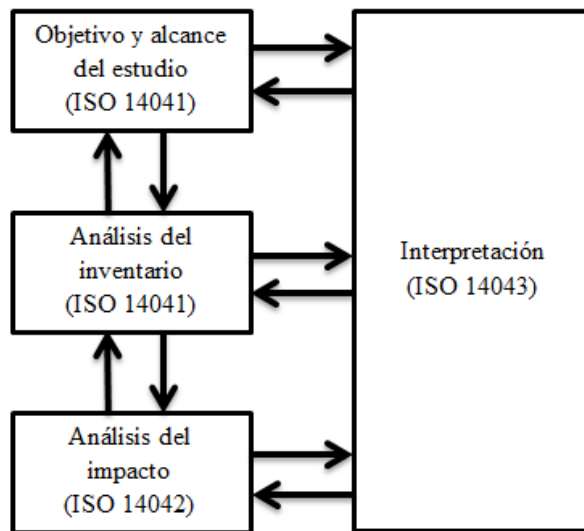 Objetivo y alcance
del estudio
(ISO 14041)
Análisis del
inventario
(ISO 14041)
Interpretación
(ISO 14043)
Análisis del
impacto
(ISO 14042)